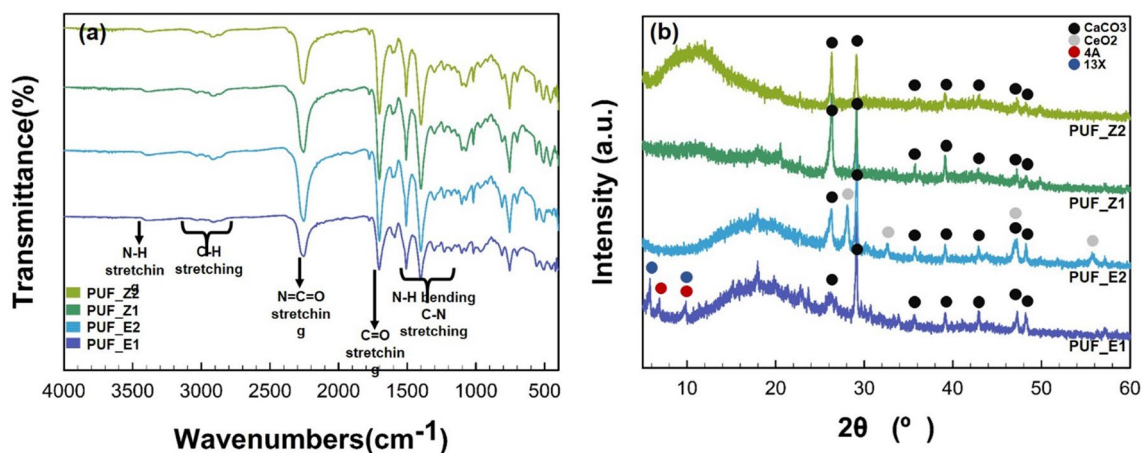 (a)
Transmittance(%)
N-H
stretchin
g
C-H
stretching
N=C=O
stretchin
g
C=O
stretchin
g
N-H bending
C-N
stretching
PUF_Z2
PUF_Z1
PUF_E2
PUF_E1
4000 3500 3000 2500 2000 1500 1000 500
Wavenumbers(cm-1)
(b)
Intensity (a.u.)
CaCO3
CeO2
4A
13X
PUF_Z2
PUF_Z1
PUF_E2
PUF_E1
10 20 30 40 50 60
2θ (º)